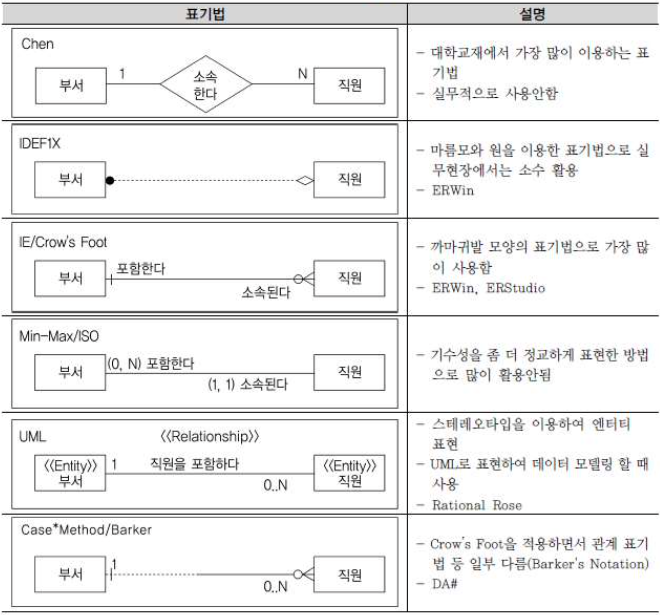 표기법
설명
Chen
부서
1
소속
한다
N
직원
- 대학교재에서 가장 많이 이용하는 표
기법
- 실무적으로 사용안함
IDEF1X
부서
직원
- 마름모와 원을 이용한 표기법으로 실
무현장에서는 소수 활용
- ERWin
IE/Crow's Foot
부서
포함한다
소속된다
직원
- 까마귀발 모양의 표기법으로 가장 많
이 사용함
- ERWin, ERStudio
Min-Max/ISO
부서
(0, N) 포함한다
(1, 1) 소속된다
직원
- 기수성을 좀 더 정교하게 표현한 방법
으로 많이 활용안됨
UML
<<Relationship>>
<<Entity>>
부서
1
직원을 포함하다
0..N
<<Entity>>
직원
- 스테레오타입을 이용하여 엔터티
표현
- UML로 표현하여 데이터 모델링 할 때
사용
- Rational Rose
Case*Method/Barker
부서
1
0..N
직원
- Crow's Foot을 적용하면서 관계 표기
법 등 일부 다름(Barker's Notation)
- DA#